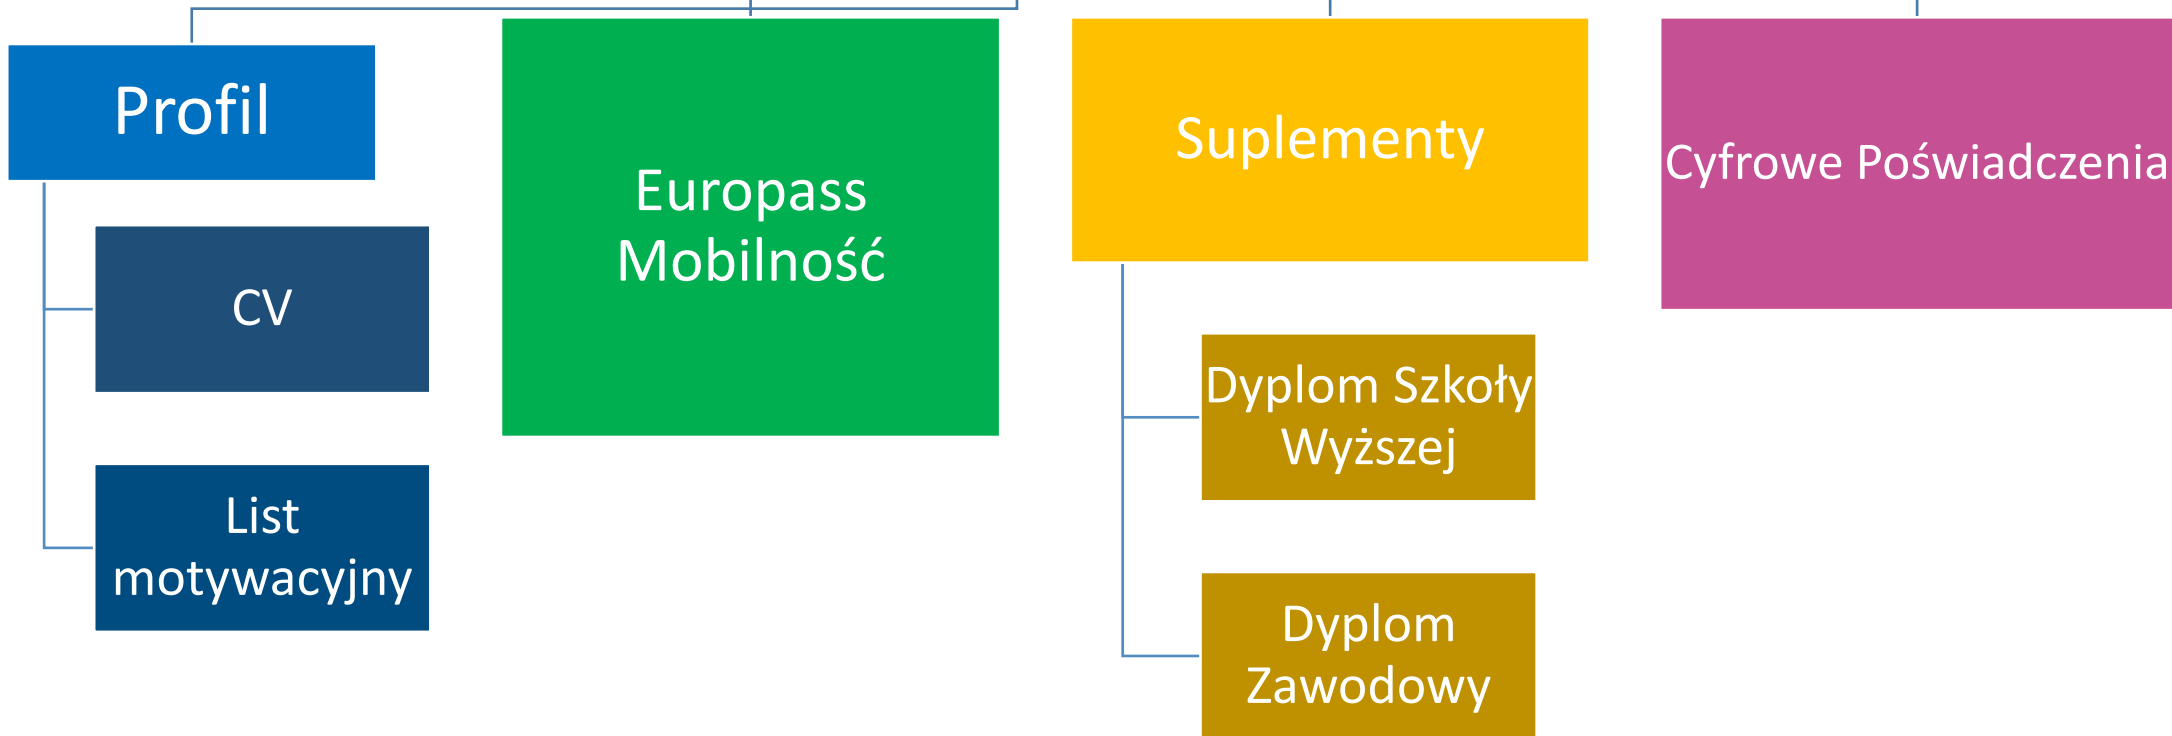 Profil
CV
List
motywacyjny
Europass
Mobilność
Suplementy
Dyplom Szkoły
Wyższej
Dyplom
Zawodowy
Cyfrowe Poświadczenia